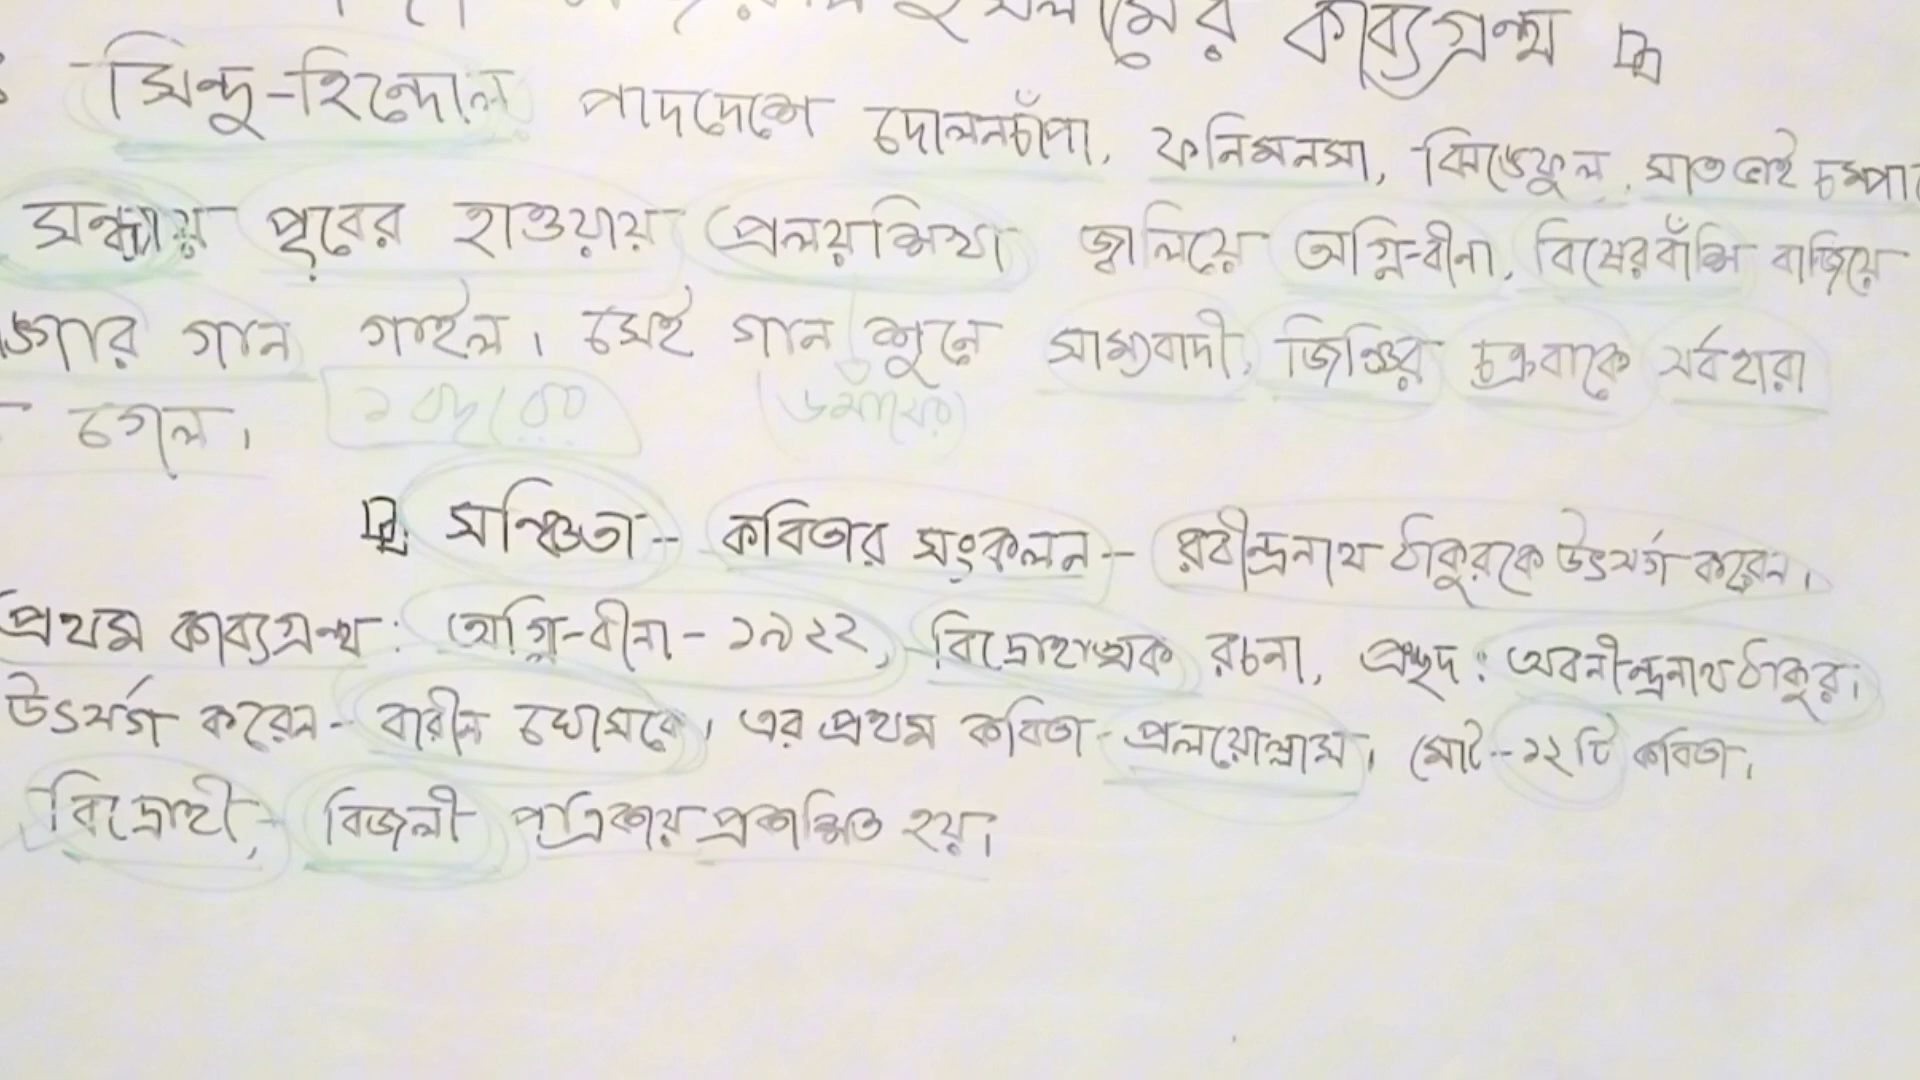 ইসলামের কাব্যগ্রন্থ
সিন্দু-হিন্দোল পাদদেশে দোলনচাঁপা, ফনিমনসা, ঝিঙেফুল, সাত ভাই চম্পা
সন্ধ্যায় পূবের হাওয়ায় প্রলয়শিখা জ্বালিয়ে অগ্নি-বীনা, বিষেরবাঁশি বাজিয়ে
ঙ্গার গান গাইল। সেই গান শুনে সাম্যবাদী, জিঞ্জির চক্রবাকে সর্বহারা
গেল।
সঞ্চিতা - কবিতার সংকলন - রবীন্দ্রনাথ ঠাকুরকে উৎসর্গ করেন।
প্রথম কাব্যগ্রন্থ: অগ্নি-বীনা - ১৯২২, বিদ্রোহাত্মক রচনা, প্রচ্ছদ: অবনীন্দ্রনাথ ঠাকুর।
উৎসর্গ করেন - বারীন ঘোষকে। এর প্রথম কবিতা - প্রলয়োল্লাস। মোট - ১২টি কবিতা।
বিদ্রোহী, বিজলী পত্রিকায় প্রকাশিত হয়।